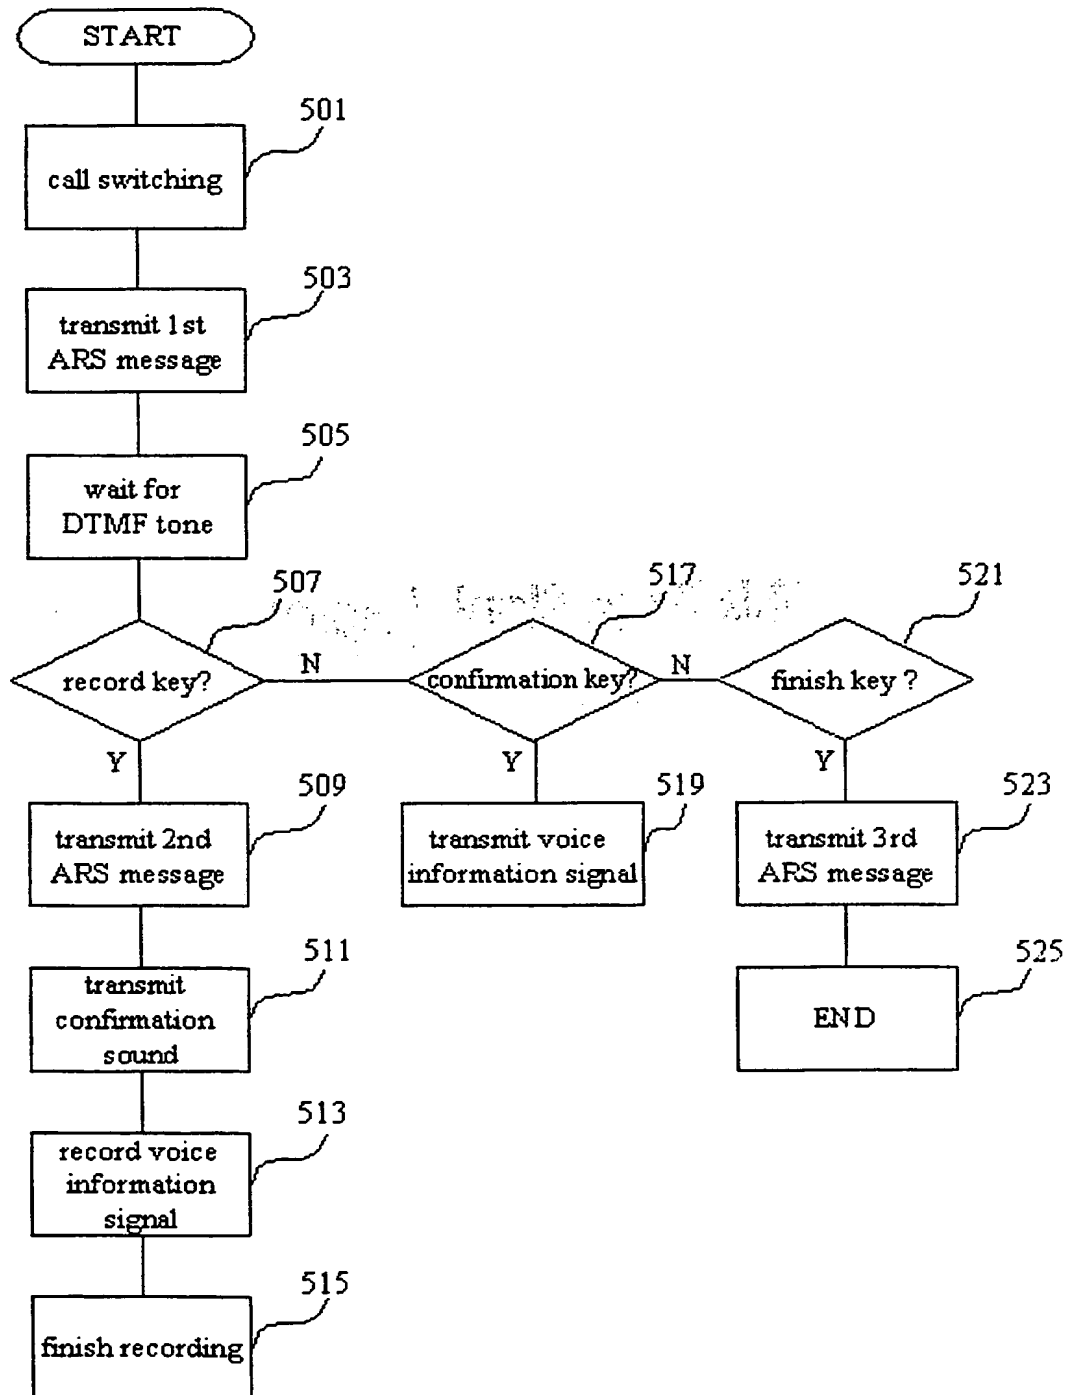 START
501
call switching
503
transmit 1st
ARS message
505
wait for
DTMF tone
507
517
521
record key?
N
confirmation key?
N
finish key ?
Y
Y
Y
509
519
523
transmit 2nd
ARS message
transmit voice
information signal
transmit 3rd
ARS message
511
525
transmit
confirmation
sound
END
513
record voice
information
signal
515
finish recording